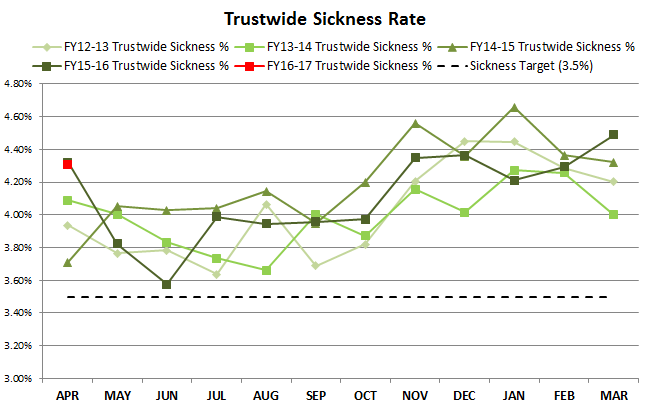 Trustwide Sickness Rate
FY12-13 Trustwide Sickness % FY13-14 Trustwide Sickness % FY14-15 Trustwide Sickness %
FY15-16 Trustwide Sickness % FY16-17 Trustwide Sickness % Sickness Target (3.5%)
4.80%
4.60%
4.40%
4.20%
4.00%
3.80%
3.60%
3.40%
3.20%
3.00%
APR MAY JUN JUL AUG SEP OCT NOV DEC JAN FEB MAR